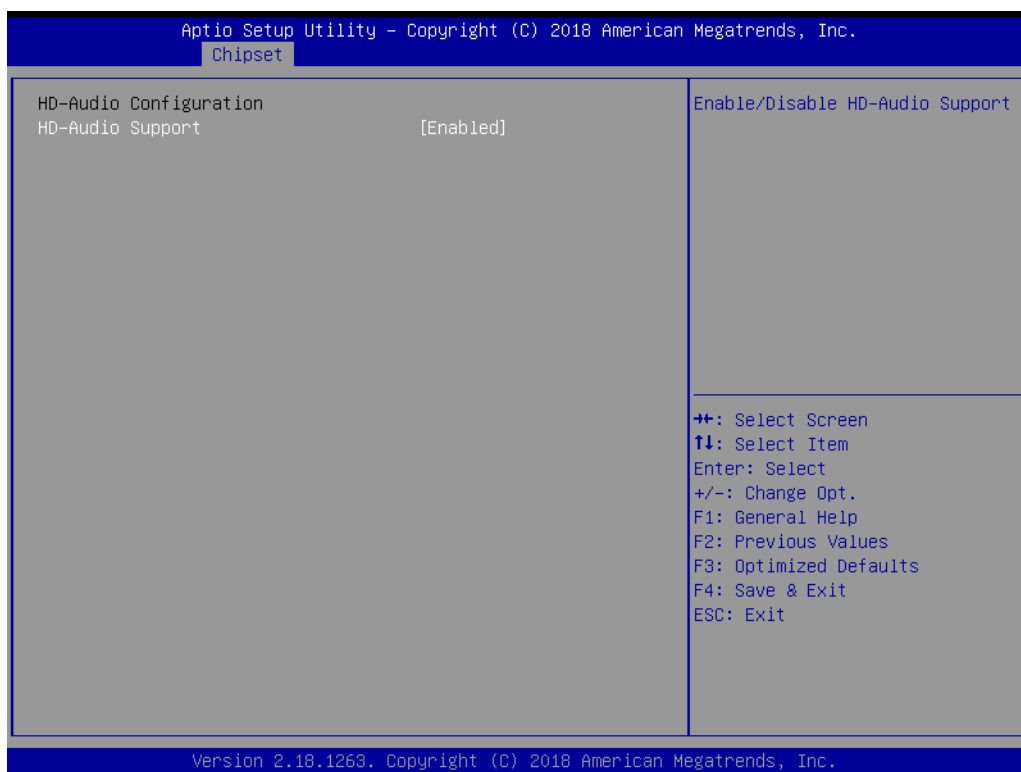 Aptio Setup Utility – Copyright (C) 2018 American Megatrends, Inc.
Chipset
HD-Audio Configuration
HD-Audio Support [Enabled]
Enable/Disable HD-Audio Support
→←: Select Screen
↑↓: Select Item
Enter: Select
+/-: Change Opt.
F1: General Help
F2: Previous Values
F3: Optimized Defaults
F4: Save & Exit
ESC: Exit
Version 2.18.1263. Copyright (C) 2018 American Megatrends, Inc.